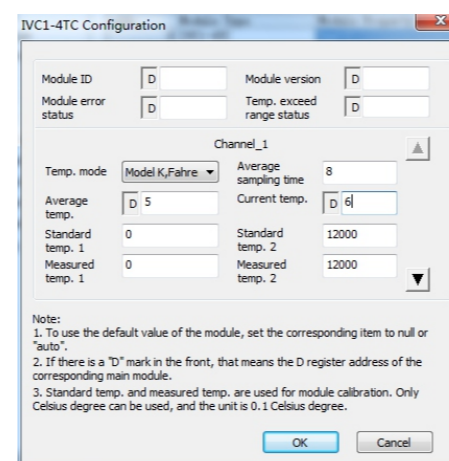 IVC1-4TC Configuration
Module ID D Module version D
Module error status D Temp. exceed range status D
Channel_1
Temp. mode Model K,Fahre Average sampling time 8
Average temp. D 5 Current temp. D 6
Standard temp. 1 0 Standard temp. 2 12000
Measured temp. 1 0 Measured temp. 2 12000
Note:
1. To use the default value of the module, set the corresponding item to null or
"auto".
2. If there is a "D" mark in the front, that means the D register address of the
corresponding main module.
3. Standard temp. and measured temp. are used for module calibration. Only
Celsius degree can be used, and the unit is 0.1 Celsius degree.
OK Cancel